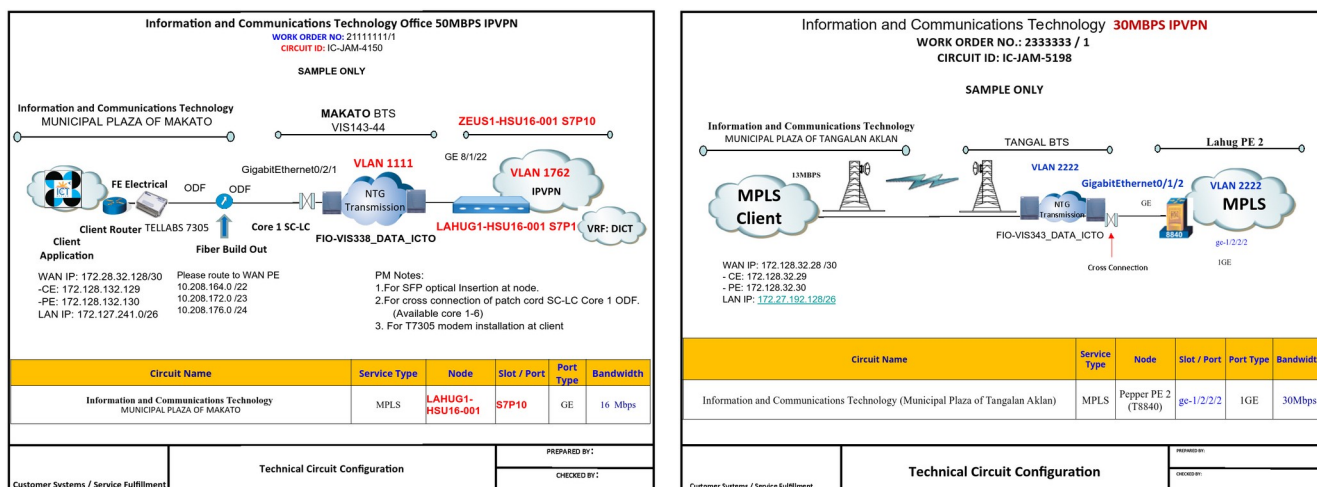 Information and Communications Technology Office 50MBPS IPVPN
WORK ORDER NO: 21111111/1
CIRCUIT ID: IC-JAM-4150
SAMPLE ONLY
Information and Communications Technology
MUNICIPAL PLAZA OF MAKATO
MAKATO BTS
VIS143-44
ZEUS1-HSU16-001 S7P10
GigabitEthernet0/2/1
VLAN 1111
GE 8/1/22
VLAN 1762
IPVPN
ICT
FE Electrical
ODF
ODF
NTG
Transmission
Client Router
TELLABS 7305
Core 1 SC-LC
LAHUG1-HSU16-001 S7P1
VRF: DICT
Client
Application
Fiber Build Out
FIO-VIS338_DATA_ICTO
WAN IP: 172.28.32.128/30
-CE: 172.128.132.129
-PE: 172.128.132.130
LAN IP: 172.127.241.0/26
Please route to WAN PE
10.208.164.0 /22
10.208.172.0 /23
10.208.176.0 /24
PM Notes:
1.For SFP optical Insertion at node.
2.For cross connection of patch cord SC-LC Core 1 ODF.
(Available core 1-6)
3. For T7305 modem installation at client
Circuit Name Service Type Node Slot / Port Port Type Bandwidth
Information and Communications Technology
MUNICIPAL PLAZA OF MAKATO
MPLS
LAHUG1-
HSU16-001
S7P10
GE
16 Mbps
Customer Systems / Service Fulfillment
Technical Circuit Configuration
PREPARED BY:
CHECKED BY:
Information and Communications Technology 30MBPS IPVPN
WORK ORDER NO.: 2333333 / 1
CIRCUIT ID: IC-JAM-5198
SAMPLE ONLY
Information and Communications Technology
MUNICIPAL PLAZA OF TANGALAN AKLAN
TANGAL BTS
Lahug PE 2
13MBPS
VLAN 2222
GigabitEthernet0/1/2
VLAN 2222
MPLS
MPLS
Client
NTG
Transmission
GE
8840
FIO-VIS343_DATA_ICTO
ge-1/2/2/2
1GE
Cross Connection
WAN IP: 172.128.32.28 /30
- CE: 172.128.32.29
- PE: 172.128.32.30
LAN IP: 172.27.192.128/26
Circuit Name Service Type Node Slot / Port Port Type Bandwidt
Information and Communications Technology (Municipal Plaza of Tangalan Aklan)
MPLS
Pepper PE 2
(T8840)
ge-1/2/2/2
1GE
30Mbps
Customer Systems / Service Fulfillment
Technical Circuit Configuration
PREPARED BY:
CHECKED BY: